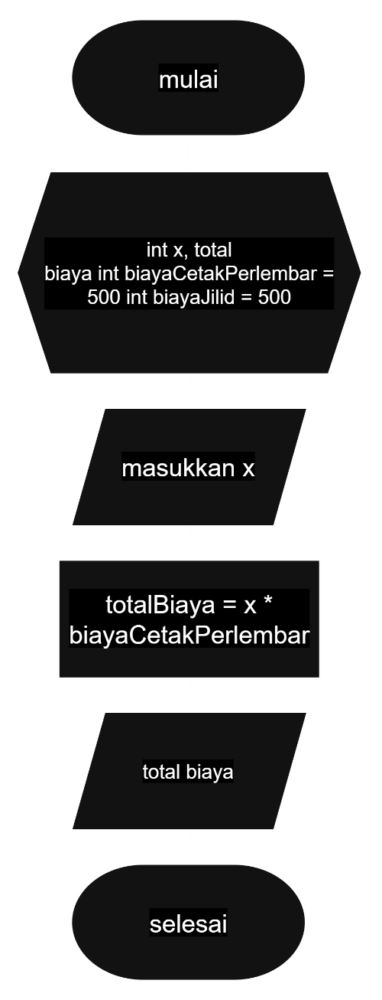 mulai
int x, total
biaya int biayaCetakPerlembar =
500 int biayaJilid = 500
masukkan x
totalBiaya = x *
biayaCetakPerlembar
total biaya
selesai